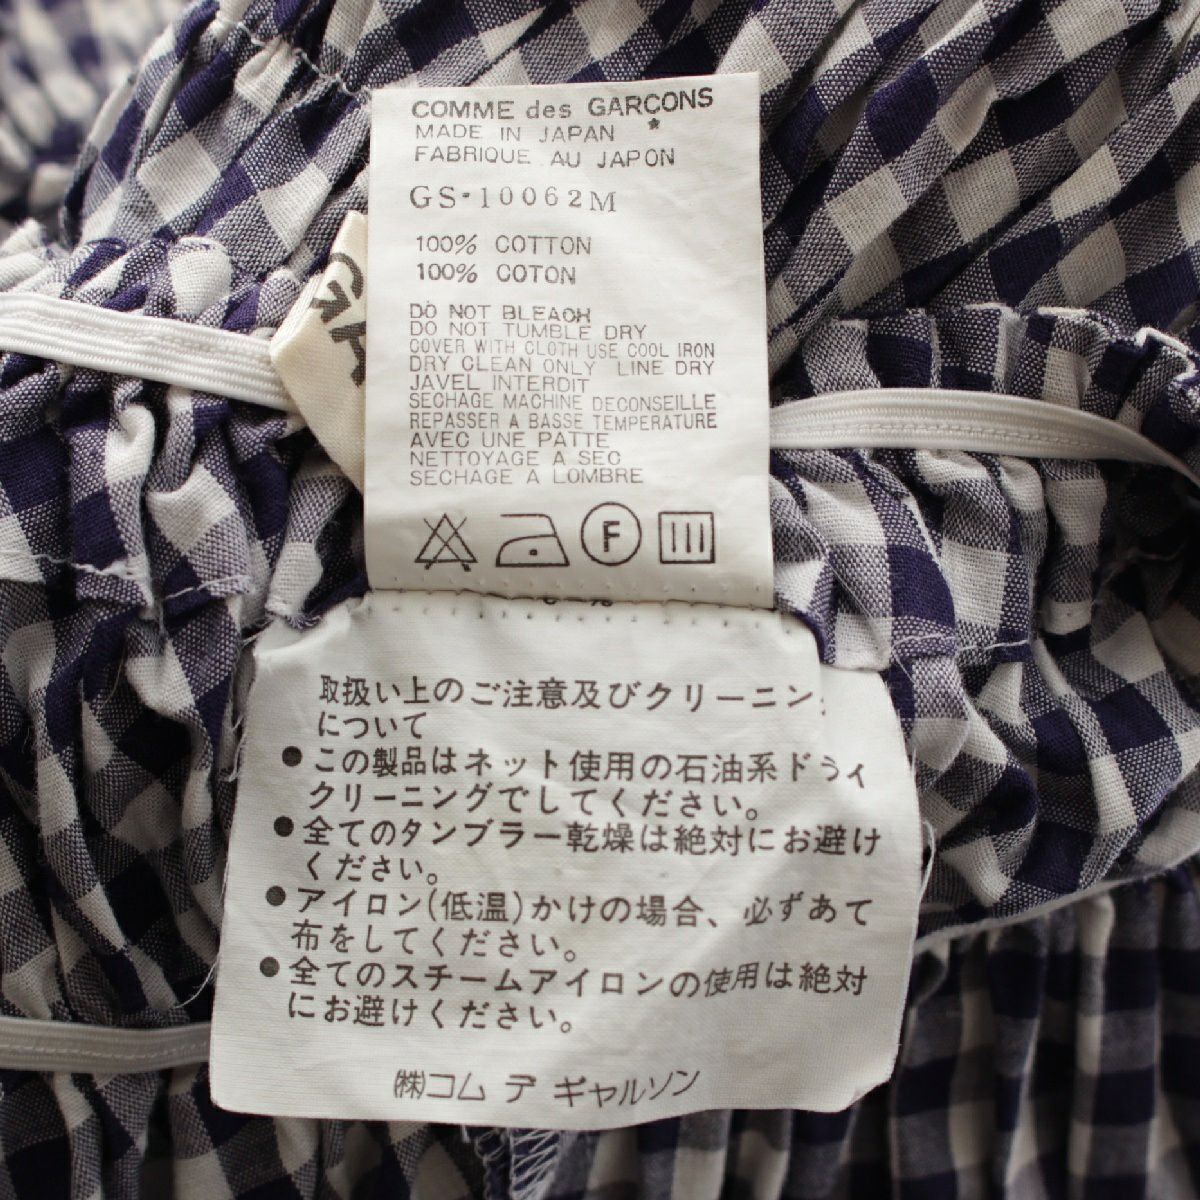 COMME des GARCONS
MADE IN JAPAN
FABRIQUE AU JAPON
GS-10062M
100% COTTON
100% COTON
DO NOT BLEACH
DO NOT TUMBLE DRY
COVER WITH CLOTH USE COOL IRON
DRY CLEAN ONLY LINE DRY
JAVEL INTERDIT
SECHAGE MACHINE DECONSEILLE
REPASSER A BASSE TEMPERATURE
AVEC UNE PATTE
NETTOYAGE A SEC
SECHAGE A LOMBRE
F
取扱い上のご注意及びクリーニン
について
●この製品はネット使用の石油系ドライ
クリーニングでしてください。
●全てのタンブラー乾燥は絶対にお避け
ください。
●アイロン(低温)かけの場合、必ずあて
布をしてください。
●全てのスチームアイロンの使用は絶対
にお避けください。
㈱コム デ ギャルソン